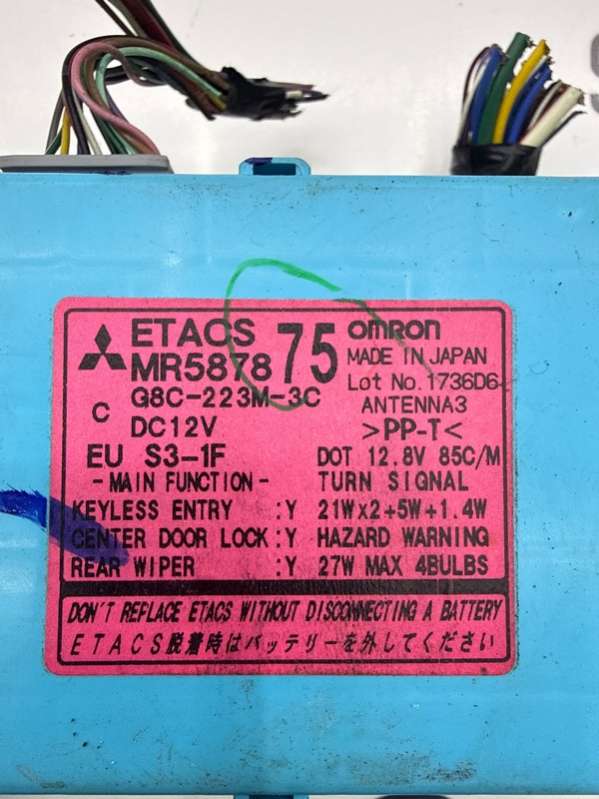 ETACS 75 omron
MR5878 MADE IN JAPAN
Q8C-223M-3C Lot No.1736D6
C DC12V ANTENNA3
>PP-T<
EU S3-1F DOT 12.8V 85C/M
-MAIN FUNCTION- TURN SIGNAL
KEYLESS ENTRY :Y 21W×2+5W+1.4W
CENTER DOOR LOCK:Y HAZARD WARNING
REAR WIPER :Y 27W MAX 4BULBS
DON'T REPLACE ETACS WITHOUT DISCONNECTING A BATTERY
ETACS脱着時はバッテリーを外してください